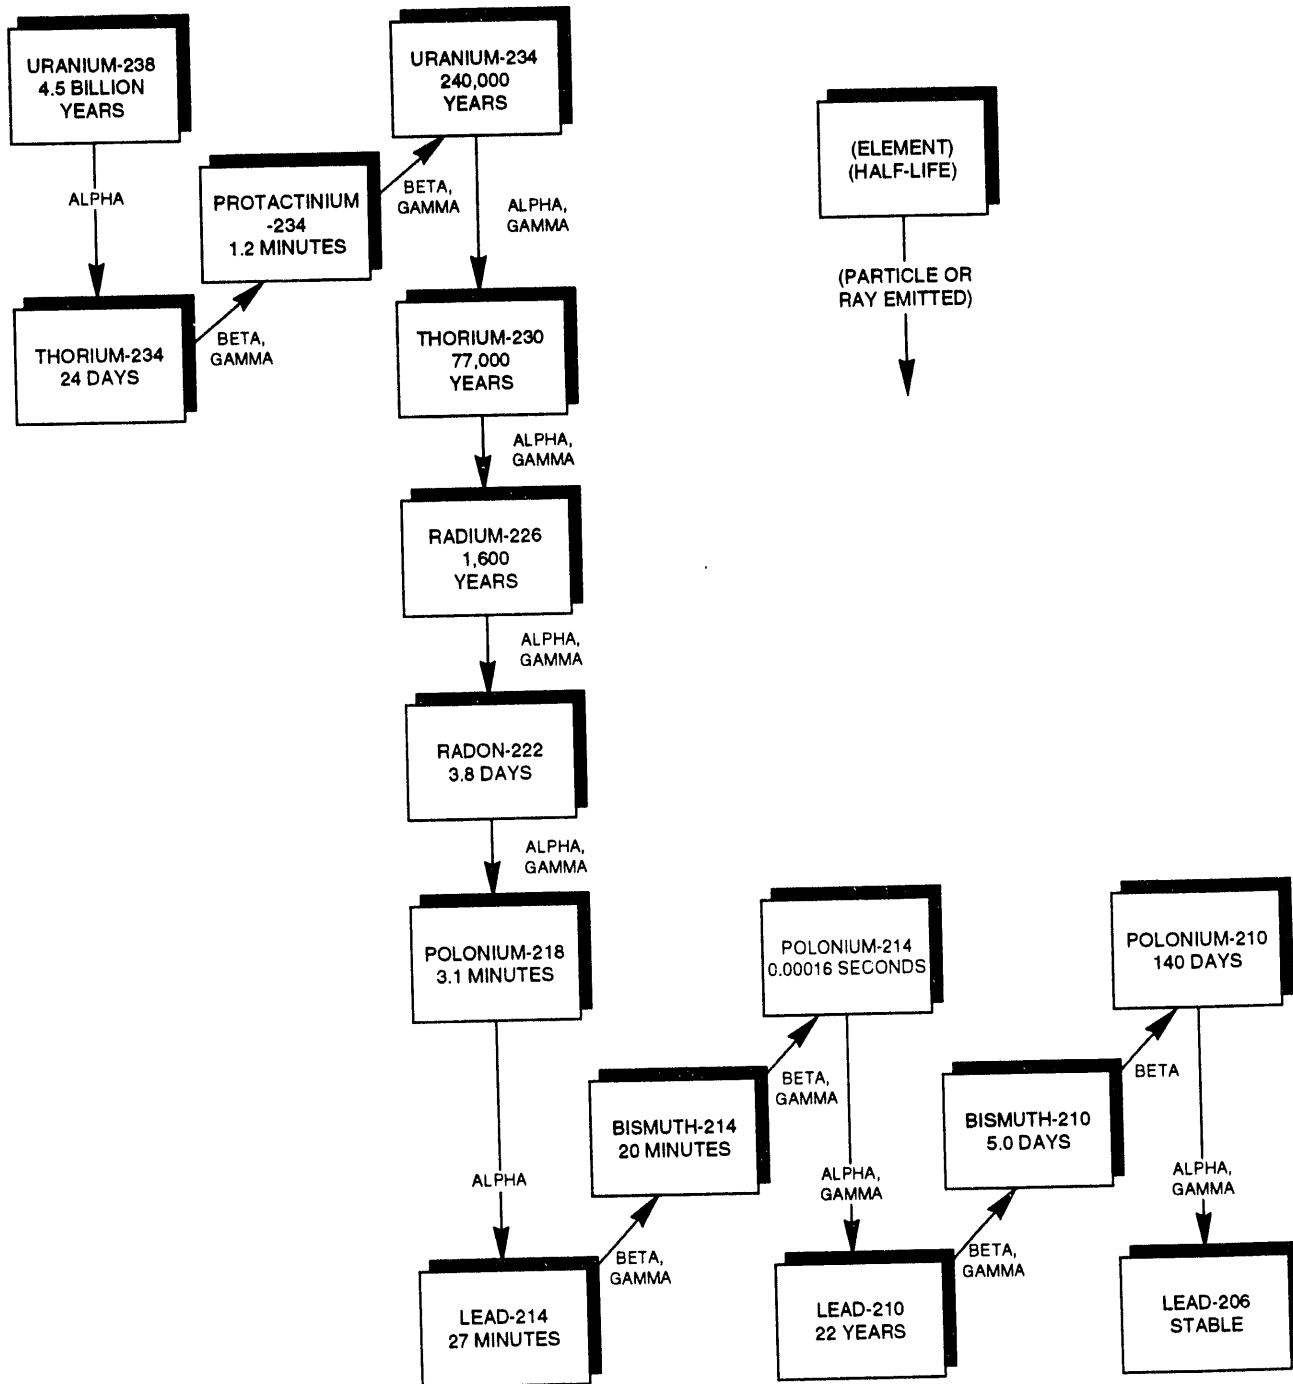 URANIUM-238
4.5 BILLION
YEARS
ALPHA
THORIUM-234
24 DAYS
BETA,
GAMMA
PROTACTINIUM
-234
1.2 MINUTES
BETA,
GAMMA
URANIUM-234
240,000
YEARS
ALPHA,
GAMMA
THORIUM-230
77,000
YEARS
ALPHA,
GAMMA
RADIUM-226
1,600
YEARS
ALPHA,
GAMMA
RADON-222
3.8 DAYS
ALPHA,
GAMMA
POLONIUM-218
3.1 MINUTES
ALPHA
LEAD-214
27 MINUTES
BETA,
GAMMA
BISMUTH-214
20 MINUTES
BETA,
GAMMA
POLONIUM-214
0.00016 SECONDS
ALPHA,
GAMMA
LEAD-210
22 YEARS
BETA,
GAMMA
BISMUTH-210
5.0 DAYS
BETA
POLONIUM-210
140 DAYS
ALPHA,
GAMMA
LEAD-206
STABLE
(ELEMENT)
(HALF-LIFE)
(PARTICLE OR
RAY EMITTED)